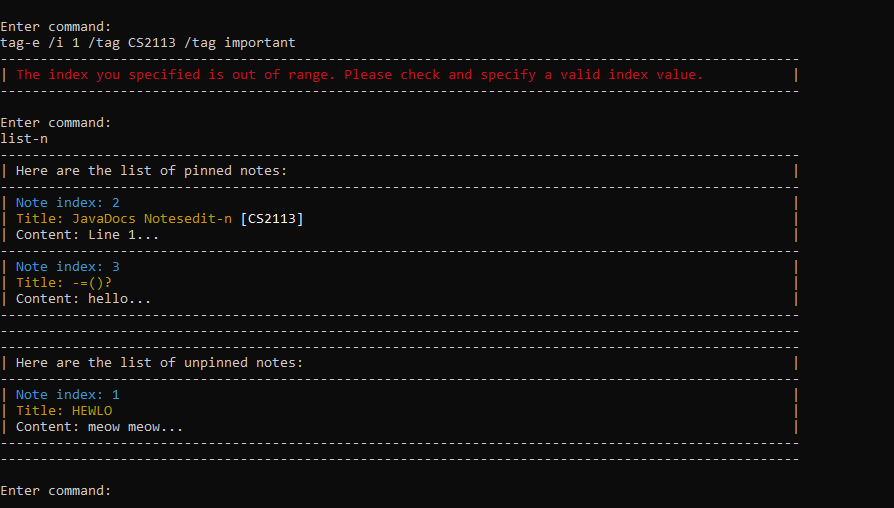 Enter command:
tag-e /i 1 /tag CS2113 /tag important
| The index you specified is out of range. Please check and specify a valid index value. |
Enter command:
list-n
| Here are the list of pinned notes: |
| Note index: 2 |
| Title: JavaDocs Notesedit-n [CS2113] |
| Content: Line 1... |
| Note index: 3 |
| Title: -=()? |
| Content: hello... |
| Here are the list of unpinned notes: |
| Note index: 1 |
| Title: HEWLO |
| Content: meow meow... |
Enter command: